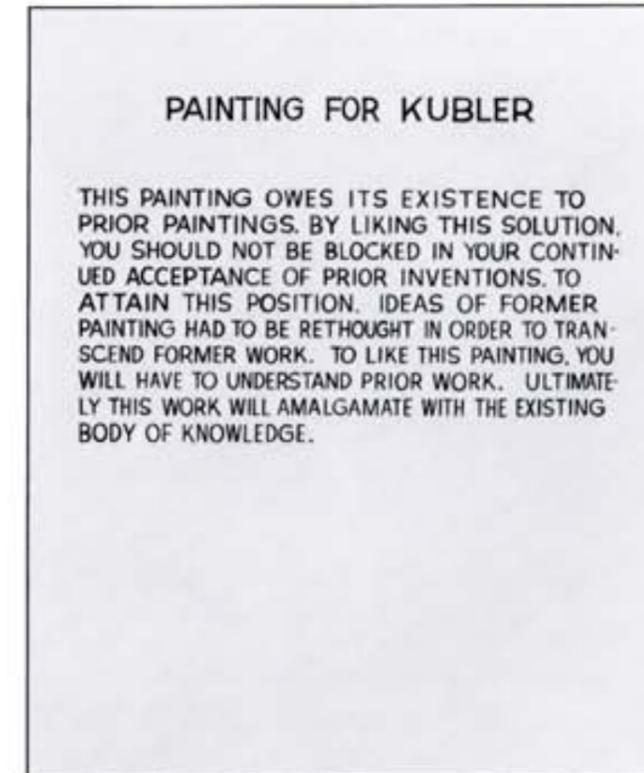 PAINTING FOR KUBLER
THIS PAINTING OWES ITS EXISTENCE TO
PRIOR PAINTINGS. BY LIKING THIS SOLUTION,
YOU SHOULD NOT BE BLOCKED IN YOUR CONTIN-
UED ACCEPTANCE OF PRIOR INVENTIONS. TO
ATTAIN THIS POSITION, IDEAS OF FORMER
PAINTING HAD TO BE RETHOUGHT IN ORDER TO TRAN-
SCEND FORMER WORK. TO LIKE THIS PAINTING, YOU
WILL HAVE TO UNDERSTAND PRIOR WORK. ULTIMATE-
LY THIS WORK WILL AMALGAMATE WITH THE EXISTING
BODY OF KNOWLEDGE.